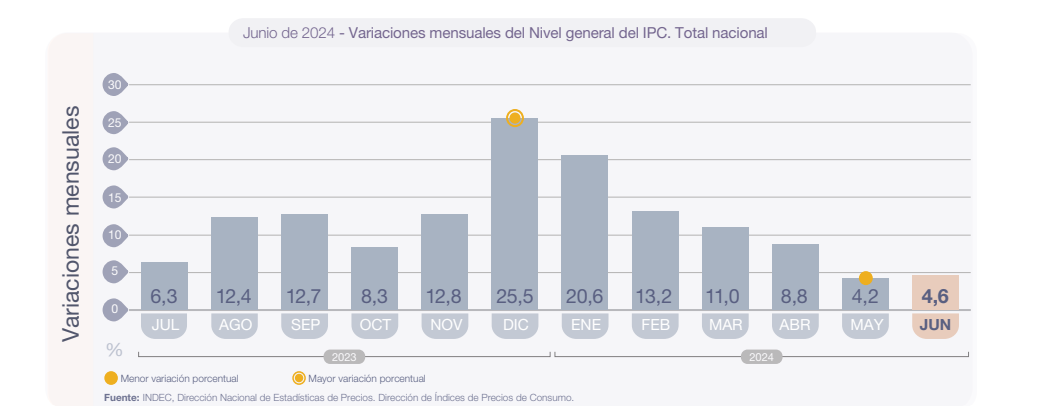 Junio de 2024 - Variaciones mensuales del Nivel general del IPC. Total nacional
Variaciones mensuales
30
25
20
15
10
5
0
6,3 12,4 12,7 8,3 12,8 25,5 20,6 13,2 11,0 8,8 4,2 4,6
JUL AGO SEP OCT NOV DIC ENE FEB MAR ABR MAY JUN
%
2023 2024
Menor variación porcentual Mayor variación porcentual
Fuente: INDEC, Dirección Nacional de Estadísticas de Precios. Dirección de Índices de Precios de Consumo.